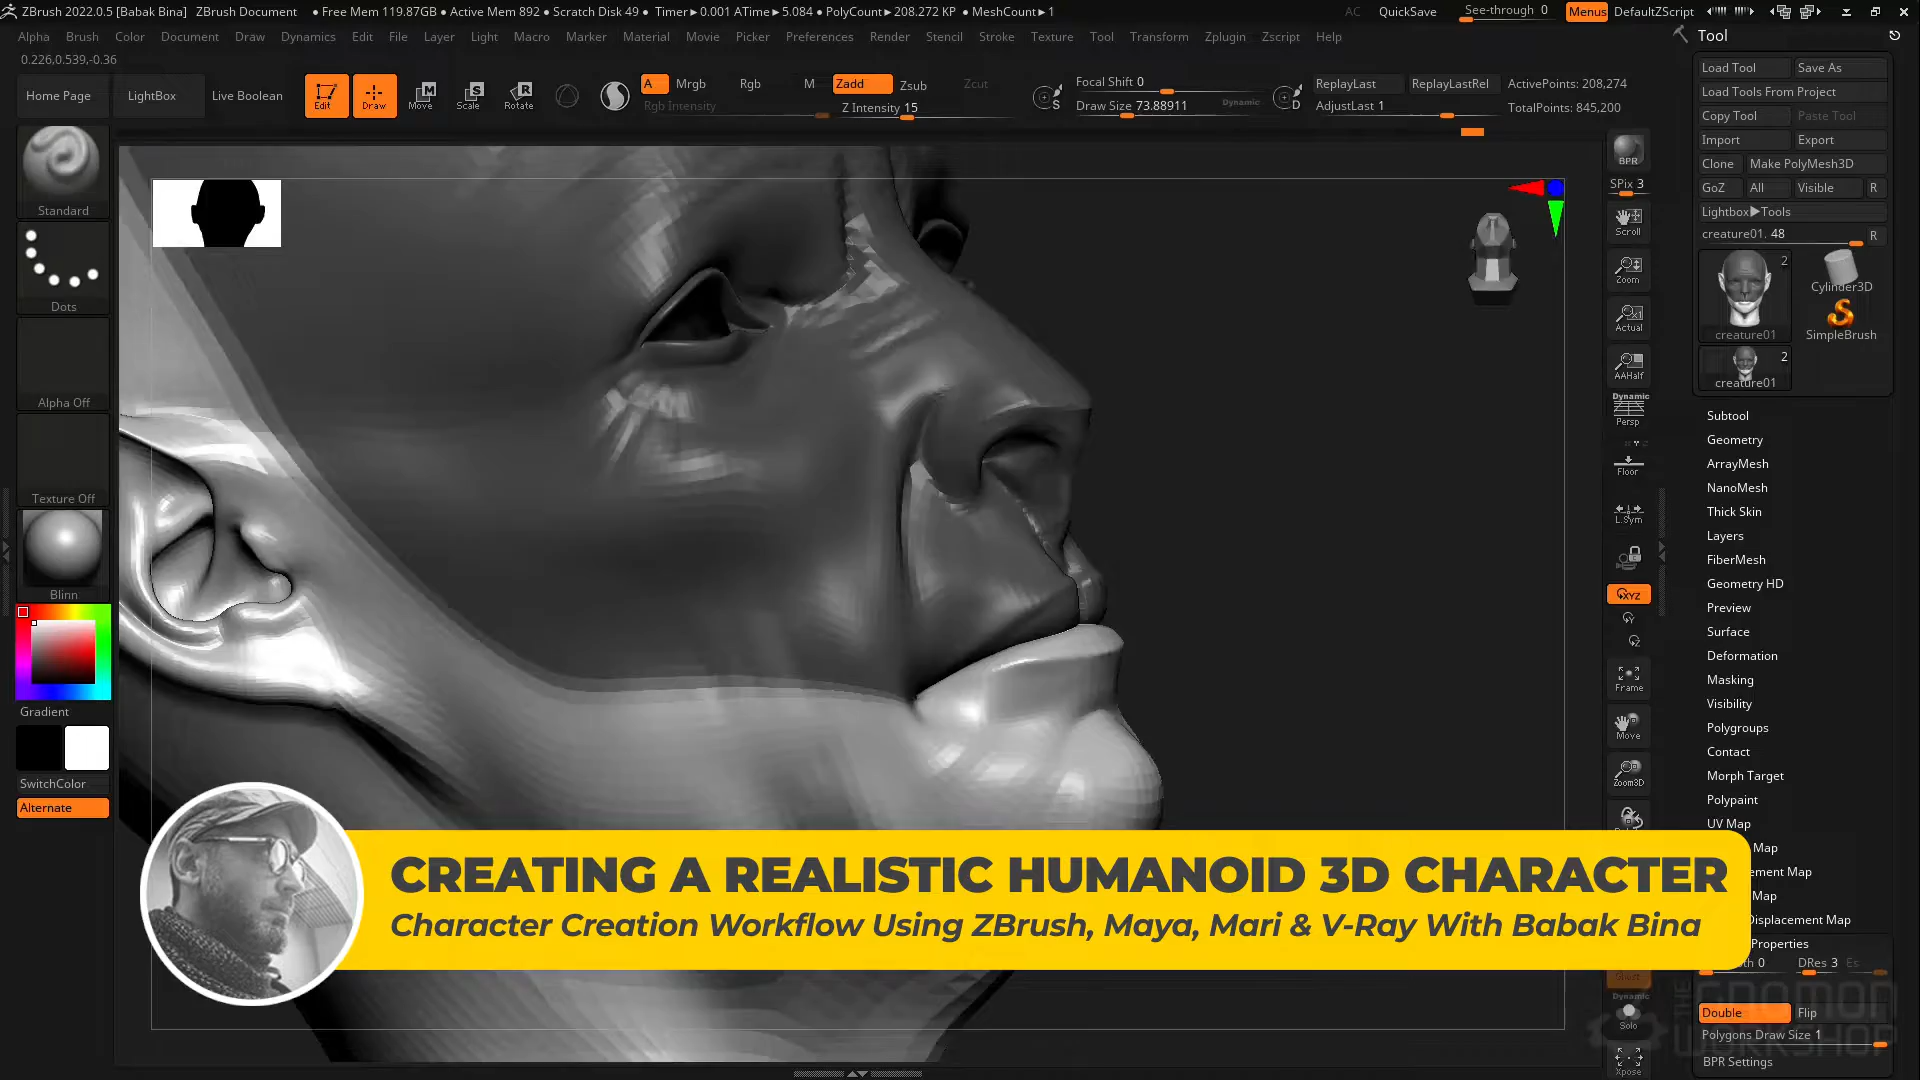 ZBrush 2022.0.5 [Babak Bina] ZBrush Document • Free Mem 119.87GB • Active Mem 892 • Scratch Disk 49 • Timer►0.001 ATime►5.084 • PolyCount►208.272 KP • MeshCount►1 AC QuickSave See-through 0 Menus DefaultZScript
Alpha Brush Color Document Draw Dynamics Edit File Layer Light Macro Marker Material Movie Picker Preferences Render Stencil Stroke Texture Tool Transform Zplugin Zscript Help
0.226,0.539,-0.36
Home Page LightBox Live Boolean Edit Draw Move Scale Rotate
A Mrgb Rgb M Zadd Zsub Zcut
Rgb Intensity Z Intensity 15
Focal Shift 0
Draw Size 73.88911 Dynamic
S D
ReplayLast ReplayLastRel ActivePoints: 208,274
AdjustLast 1 TotalPoints: 845,200
Standard
Dots
Alpha Off
Texture Off
Blinn
Gradient
SwitchColor
Alternate
BPR
SPix 3
Scroll
Zoom
Actual
AAHalf
Dynamic
Persp
Floor
L.Sym
XYZ
Frame
Move
Zoom3D
Dynamic
Solo
Xpose
Tool
Load Tool Save As
Load Tools From Project
Copy Tool Paste Tool
Import Export
Clone Make PolyMesh3D
GoZ All Visible R
Lightbox►Tools
creature01. 48 R
2
Cylinder3D
creature01 SimpleBrush
2
creature01
Subtool
Geometry
ArrayMesh
NanoMesh
Thick Skin
Layers
FiberMesh
Geometry HD
Preview
Surface
Deformation
Masking
Visibility
Polygroups
Contact
Morph Target
Polypaint
UV Map
Map
ement Map
Map
Displacement Map
Properties
th 0 DRes 3 Es
Double Flip
Polygons Draw Size 1
BPR Settings
CREATING A REALISTIC HUMANOID 3D CHARACTER
Character Creation Workflow Using ZBrush, Maya, Mari & V-Ray With Babak Bina
THE GNOMON WORKSHOP